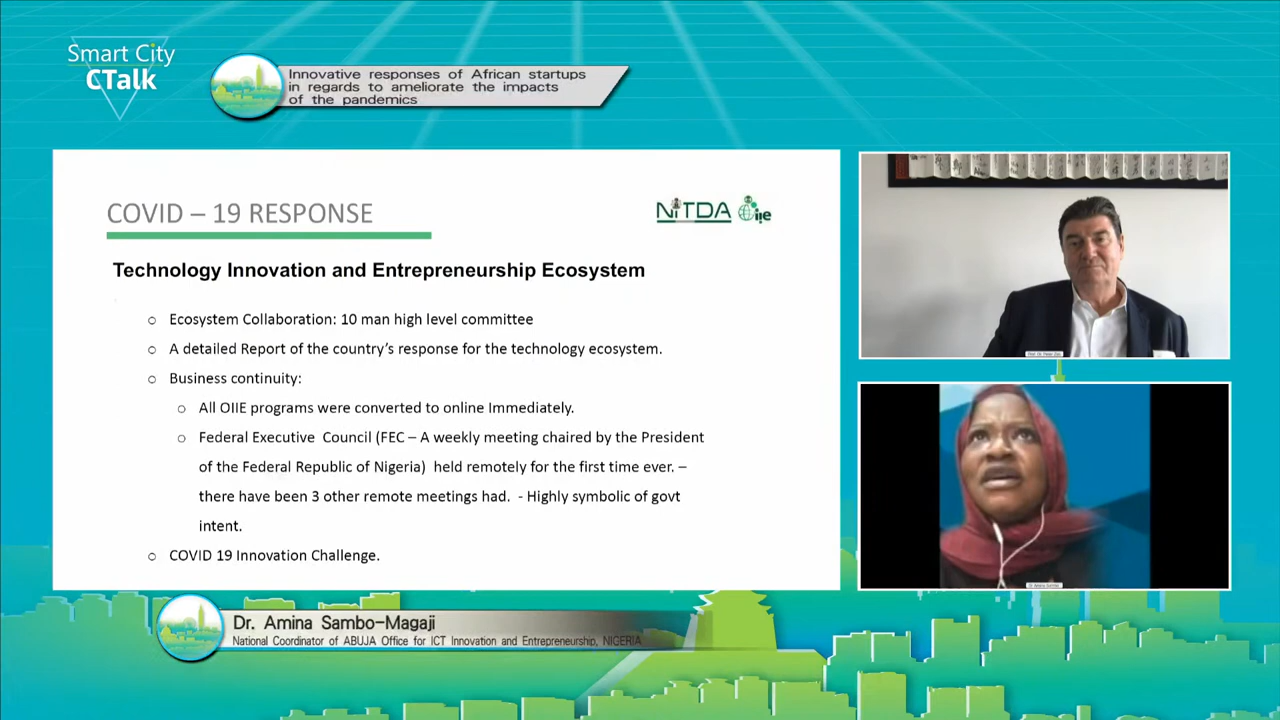 Smart City
CTalk
Innovative responses of African startups
in regards to ameliorate the impacts
of the pandemics
COVID – 19 RESPONSE
NiTDA OiIE
Technology Innovation and Entrepreneurship Ecosystem
Ecosystem Collaboration: 10 man high level committee
A detailed Report of the country's response for the technology ecosystem.
Business continuity:
All OIIE programs were converted to online Immediately.
Federal Executive Council (FEC – A weekly meeting chaired by the President
of the Federal Republic of Nigeria) held remotely for the first time ever. –
there have been 3 other remote meetings had. - Highly symbolic of govt
intent.
COVID 19 Innovation Challenge.
Dr. Amina Sambo-Magaji
National Coordinator of ABUJA Office for ICT Innovation and Entrepreneurship, NIGERIA